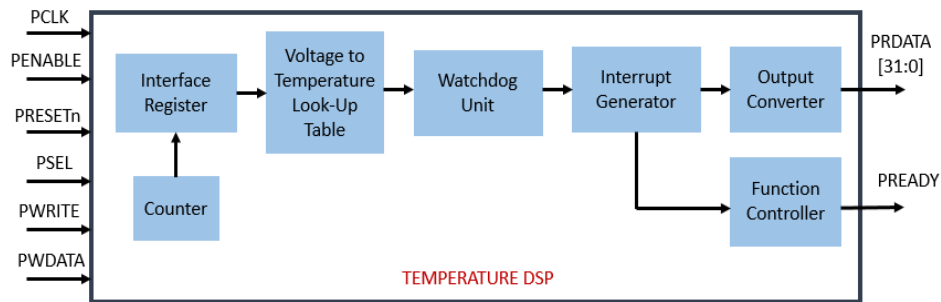 PCLK
PENABLE
PRESETn
PSEL
PWRITE
PWDATA
Interface
Register
Counter
Voltage to
Temperature
Look-Up
Table
Watchdog
Unit
Interrupt
Generator
Output
Converter
Function
Controller
PRDATA
[31:0]
PREADY
TEMPERATURE DSP